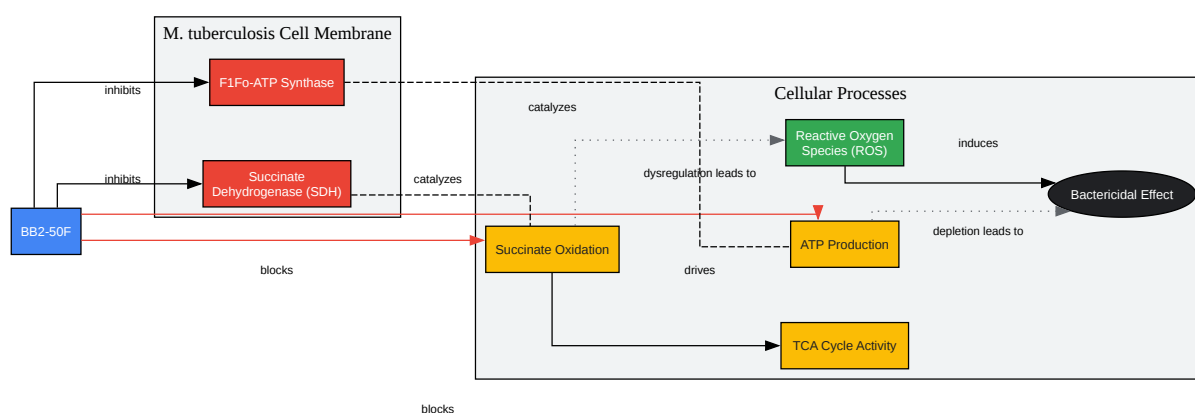 M. tuberculosis Cell Membrane
F1Fo-ATP Synthase
inhibits
Cellular Processes
catalyzes
Reactive Oxygen
Species (ROS)
induces
Succinate
Dehydrogenase (SDH)
inhibits
catalyzes
dysregulation leads to
Bactericidal Effect
BB2-50F
Succinate Oxidation
ATP Production
depletion leads to
blocks
drives
TCA Cycle Activity
blocks